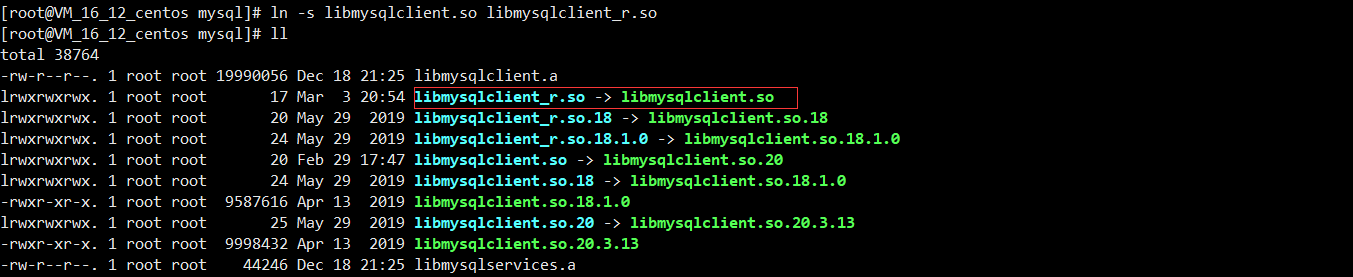 [root@VM_16_12_centos mysql]# ln -s libmysqlclient.so libmysqlclient_r.so
[root@VM_16_12_centos mysql]# ll
total 38764
-rw-r--r--. 1 root root 19990056 Dec 18 21:25 libmysqlclient.a
lrwxrwxrwx. 1 root root       17 Mar  3 20:54 libmysqlclient_r.so -> libmysqlclient.so
lrwxrwxrwx. 1 root root       20 May 29  2019 libmysqlclient_r.so.18 -> libmysqlclient.so.18
lrwxrwxrwx. 1 root root       24 May 29  2019 libmysqlclient_r.so.18.1.0 -> libmysqlclient.so.18.1.0
lrwxrwxrwx. 1 root root       20 Feb 29 17:47 libmysqlclient.so -> libmysqlclient.so.20
lrwxrwxrwx. 1 root root       24 May 29  2019 libmysqlclient.so.18 -> libmysqlclient.so.18.1.0
-rwxr-xr-x. 1 root root  9587616 Apr 13  2019 libmysqlclient.so.18.1.0
lrwxrwxrwx. 1 root root       25 May 29  2019 libmysqlclient.so.20 -> libmysqlclient.so.20.3.13
-rwxr-xr-x. 1 root root  9998432 Apr 13  2019 libmysqlclient.so.20.3.13
-rw-r--r--. 1 root root    44246 Dec 18 21:25 libmysqlservices.a